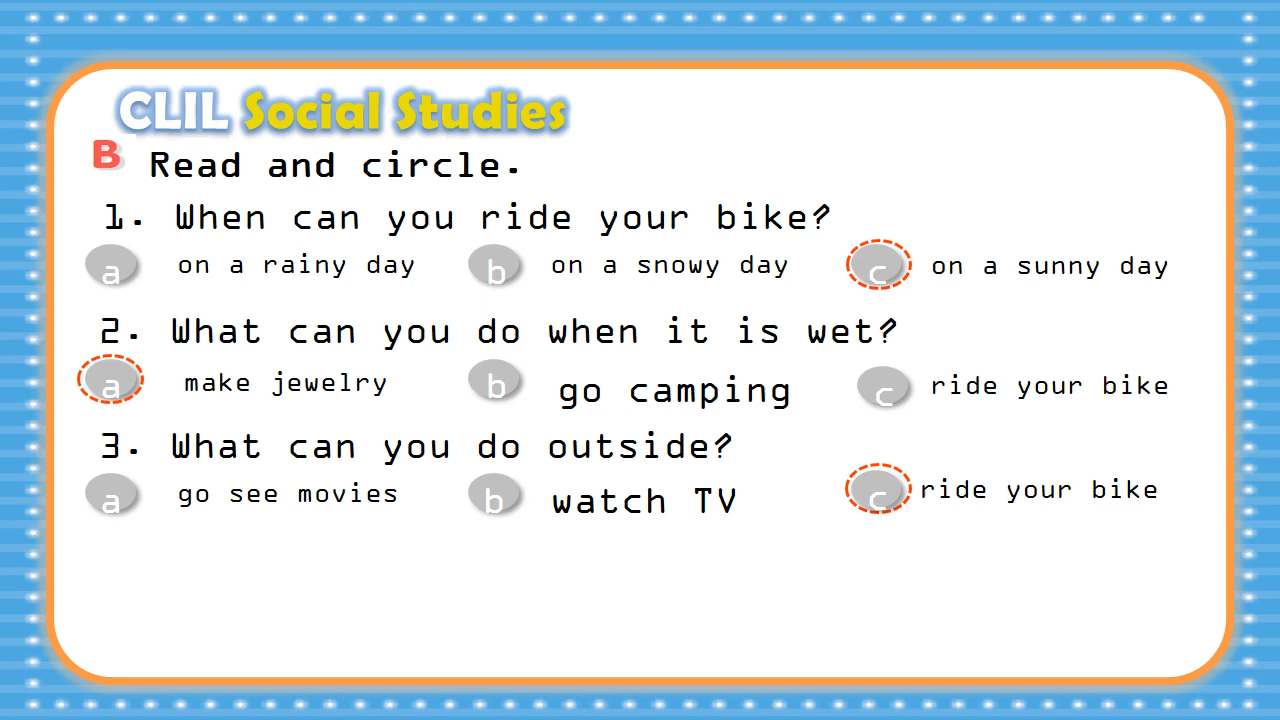 CLIL Social Studies
B Read and circle.
1. When can you ride your bike?
a on a rainy day b on a snowy day c on a sunny day
2. What can you do when it is wet?
a make jewelry b go camping c ride your bike
3. What can you do outside?
a go see movies b watch TV c ride your bike